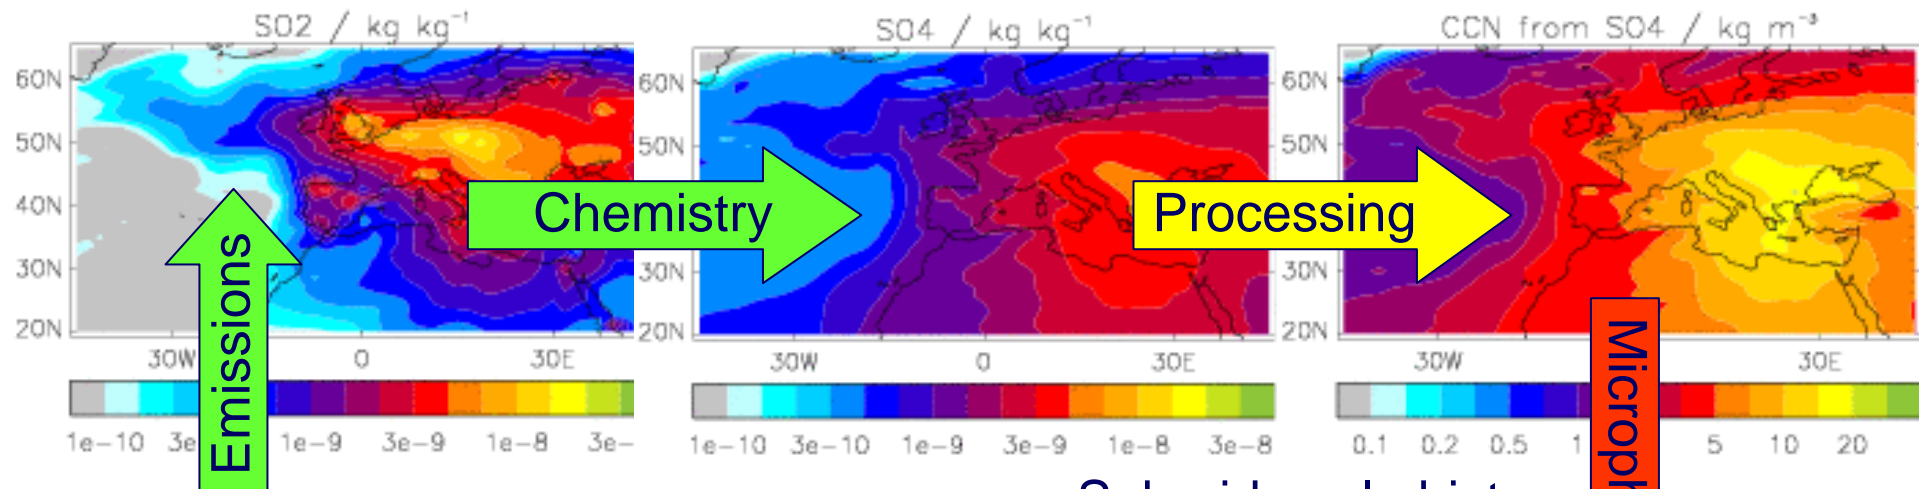 SO2 / kg kg⁻¹
SO4 / kg kg⁻¹
CCN from SO4 / kg m⁻³
60N
50N
40N
30N
20N
30W
0
30E
60N
50N
30N
20N
30W
0
30E
60N
50N
30N
20N
30W
30E
Chemistry
Processing
Emissions
1e-10 3e 1e-9 3e-9 1e-8 3e-
1e-10 3e-10 1e-9 3e-9 1e-8 3e-8
0.1 0.2 0.5 1 5 10 20
Microph